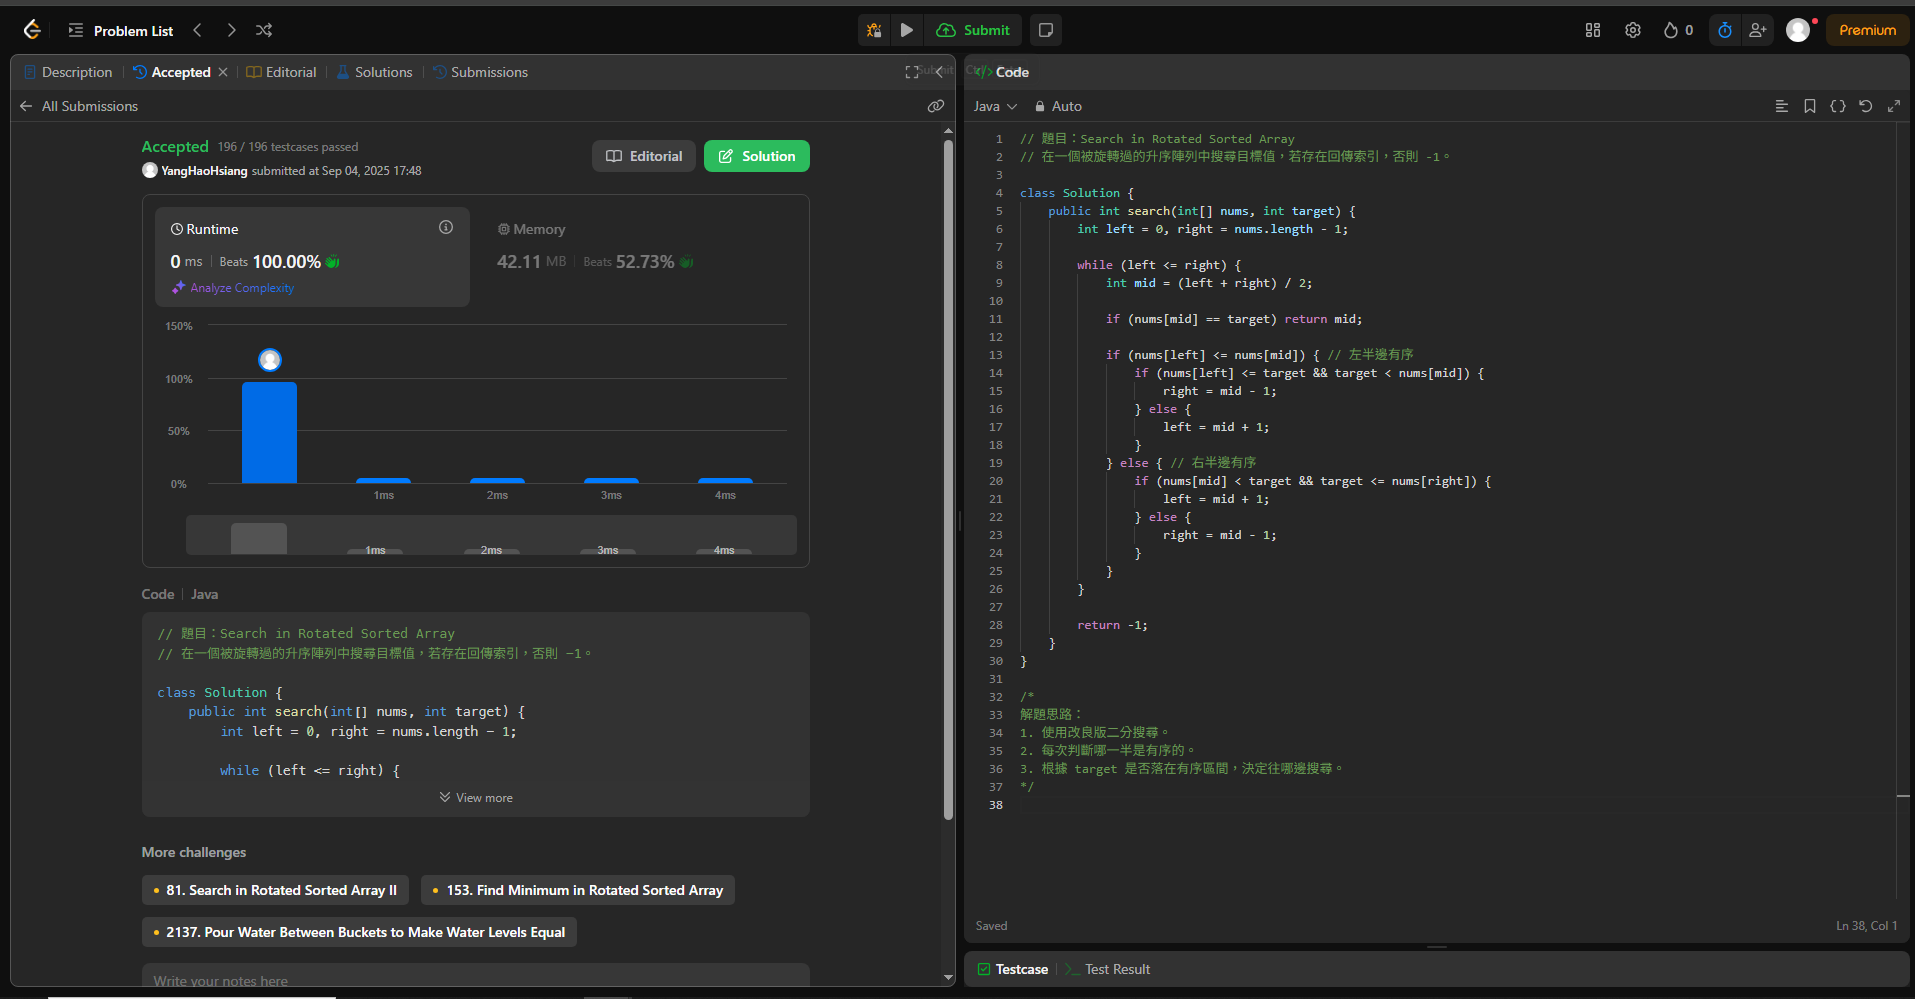 Problem List
Submit
0
Premium
Description
Accepted
Editorial
Solutions
Submissions
All Submissions
Accepted 196 / 196 testcases passed
YangHaoHsiang submitted at Sep 04, 2025 17:48
Editorial
Solution
Runtime
0 ms | Beats 100.00%
Analyze Complexity
Memory
42.11 MB | Beats 52.73%
150%
100%
50%
0%
1ms 2ms 3ms 4ms
1ms 2ms 3ms 4ms
Code | Java
// 題目：Search in Rotated Sorted Array
// 在一個被旋轉過的升序陣列中搜尋目標值，若存在回傳索引，否則 -1。
class Solution {
public int search(int[] nums, int target) {
int left = 0, right = nums.length - 1;
while (left <= right) {
View more
More challenges
81. Search in Rotated Sorted Array II
153. Find Minimum in Rotated Sorted Array
2137. Pour Water Between Buckets to Make Water Levels Equal
Write your notes here
</> Code
Java
Auto
1 // 題目：Search in Rotated Sorted Array
2 // 在一個被旋轉過的升序陣列中搜尋目標值，若存在回傳索引，否則 -1。
3
4 class Solution {
5 public int search(int[] nums, int target) {
6 int left = 0, right = nums.length - 1;
7
8 while (left <= right) {
9 int mid = (left + right) / 2;
10
11 if (nums[mid] == target) return mid;
12
13 if (nums[left] <= nums[mid]) { // 左半邊有序
14 if (nums[left] <= target && target < nums[mid]) {
15 right = mid - 1;
16 } else {
17 left = mid + 1;
18 }
19 } else { // 右半邊有序
20 if (nums[mid] < target && target <= nums[right]) {
21 left = mid + 1;
22 } else {
23 right = mid - 1;
24 }
25 }
26 }
27
28 return -1;
29 }
30 }
31
32 /*
33 解題思路：
34 1. 使用改良版二分搜尋。
35 2. 每次判斷哪一半是有序的。
36 3. 根據 target 是否落在有序區間，決定往哪邊搜尋。
37 */
38
Saved
Ln 38, Col 1
Testcase
Test Result